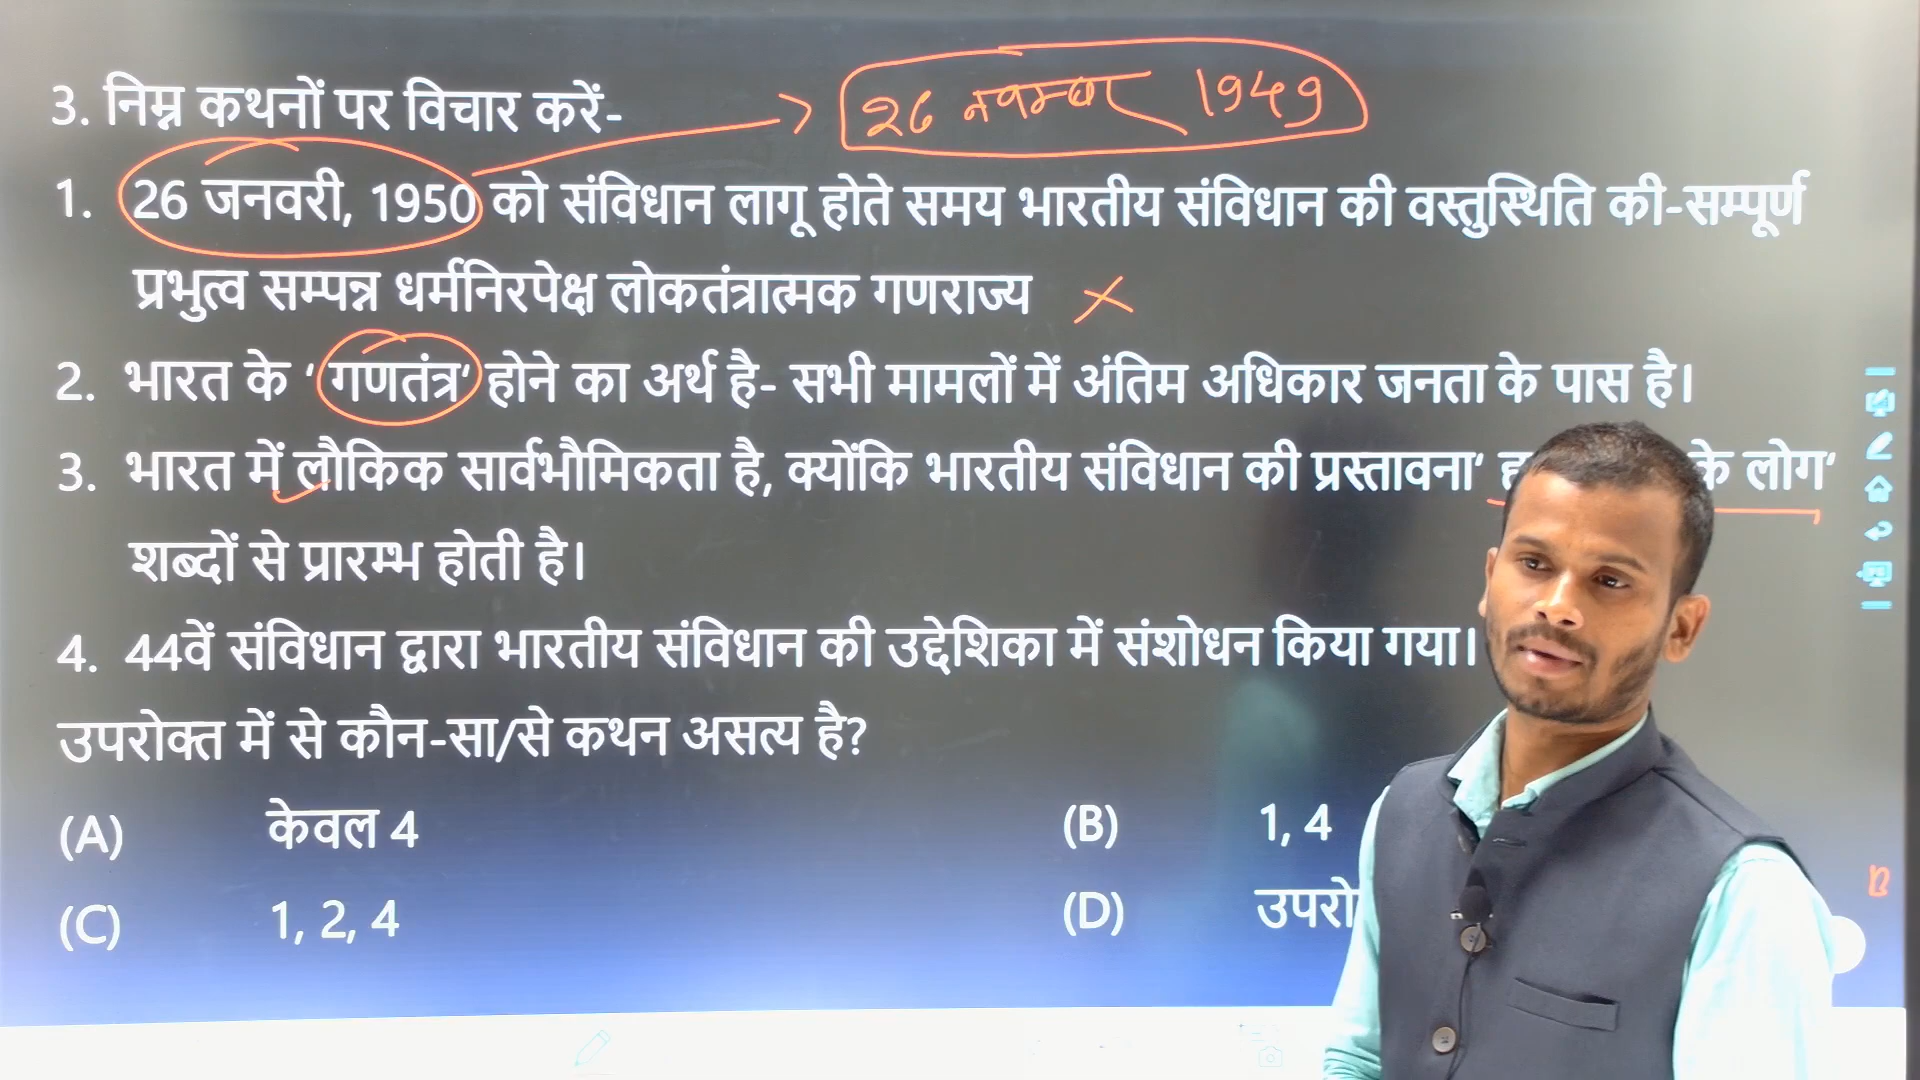 26 नवम्बर 1949
3. निम्न कथनों पर विचार करें-
1. 26 जनवरी, 1950 को संविधान लागू होते समय भारतीय संविधान की वस्तुस्थिति की-सम्पूर्ण
प्रभुत्व सम्पन्न धर्मनिरपेक्ष लोकतंत्रात्मक गणराज्य
2. भारत के ‘ गणतंत्र’ होने का अर्थ है- सभी मामलों में अंतिम अधिकार जनता के पास है।
3. भारत में लौकिक सार्वभौमिकता है, क्योंकि भारतीय संविधान की प्रस्तावना‘ के लोग‘
शब्दों से प्रारम्भ होती है।
4. 44वें संविधान द्वारा भारतीय संविधान की उद्देशिका में संशोधन किया गया।
उपरोक्त में से कौन-सा/से कथन असत्य है?
(A) केवल 4 (B) 1, 4
(C) 1, 2, 4 (D)
B